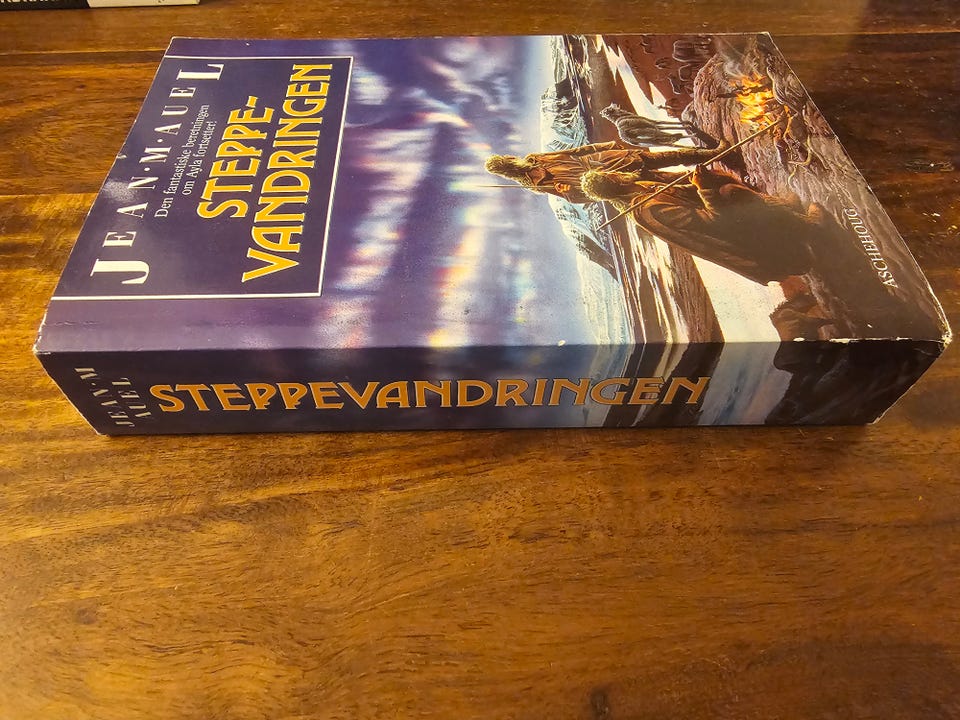 JEAN·M·AUEL
Den fantastiske beretningen
om Ayla fortsetter!
STEPPE-
VANDRINGEN
ASCHEHOUG
JEAN·M
AUEL
STEPPEVANDRINGEN